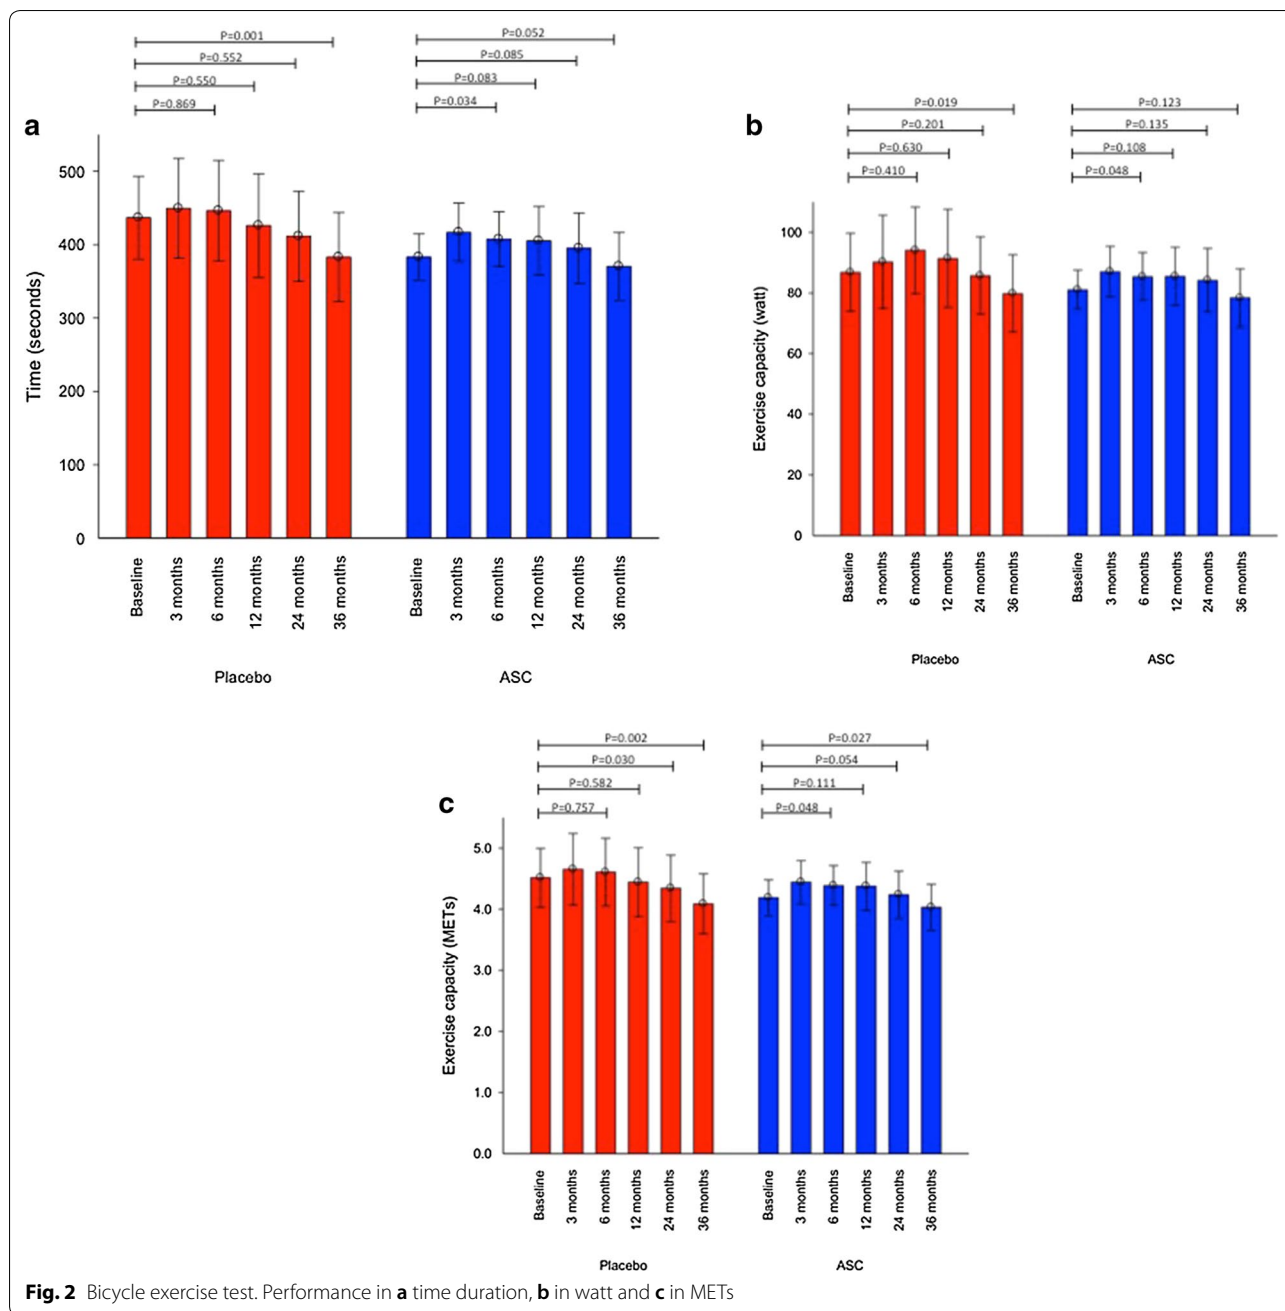 a
P=0.001
P=0.552
P=0.550
P=0.869
P=0.052
P=0.085
P=0.083
P=0.034
Time (seconds)
500
400
300
200
100
0
Baseline
3 months
6 months
12 months
24 months
36 months
Baseline
3 months
6 months
12 months
24 months
36 months
Placebo
ASC
b
P=0.019
P=0.201
P=0.630
P=0.410
P=0.123
P=0.135
P=0.108
P=0.048
Exercise capacity (watt)
100
80
60
40
20
0
Baseline
3 months
6 months
12 months
24 months
36 months
Baseline
3 months
6 months
12 months
24 months
36 months
Placebo
ASC
c
P=0.002
P=0.030
P=0.582
P=0.757
P=0.027
P=0.054
P=0.111
P=0.048
Exercise capacity (METs)
5.0
4.0
3.0
2.0
1.0
0.0
Baseline
3 months
6 months
12 months
24 months
36 months
Baseline
3 months
6 months
12 months
24 months
36 months
Placebo
ASC
Fig. 2 Bicycle exercise test. Performance in a time duration, b in watt and c in METs